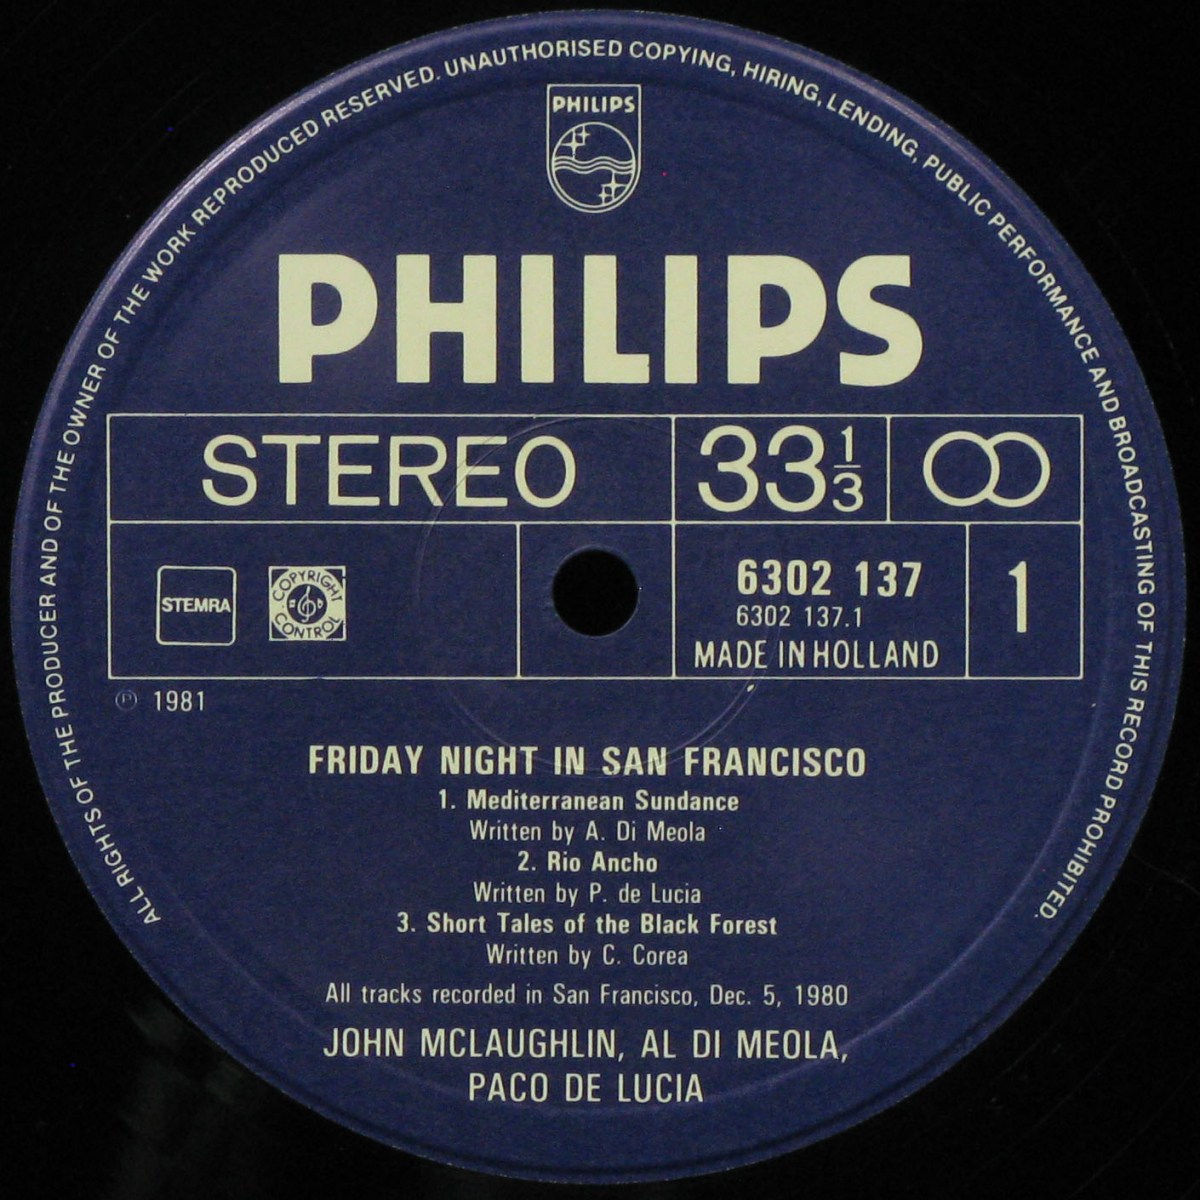 ALL RIGHTS OF THE PRODUCER AND OF THE OWNER OF THE WORK REPRODUCED RESERVED. UNAUTHORISED COPYING, HIRING, LENDING, PUBLIC PERFORMANCE AND BROADCASTING OF THIS RECORD PROHIBITED.
PHILIPS
PHILIPS
STEREO
33 1/3
STEMRA
COPYRIGHT CONTROL
6302 137
6302 137.1
MADE IN HOLLAND
1
℗ 1981
FRIDAY NIGHT IN SAN FRANCISCO
1. Mediterranean Sundance
Written by A. Di Meola
2. Rio Ancho
Written by P. de Lucia
3. Short Tales of the Black Forest
Written by C. Corea
All tracks recorded in San Francisco, Dec. 5, 1980
JOHN MCLAUGHLIN, AL DI MEOLA,
PACO DE LUCIA